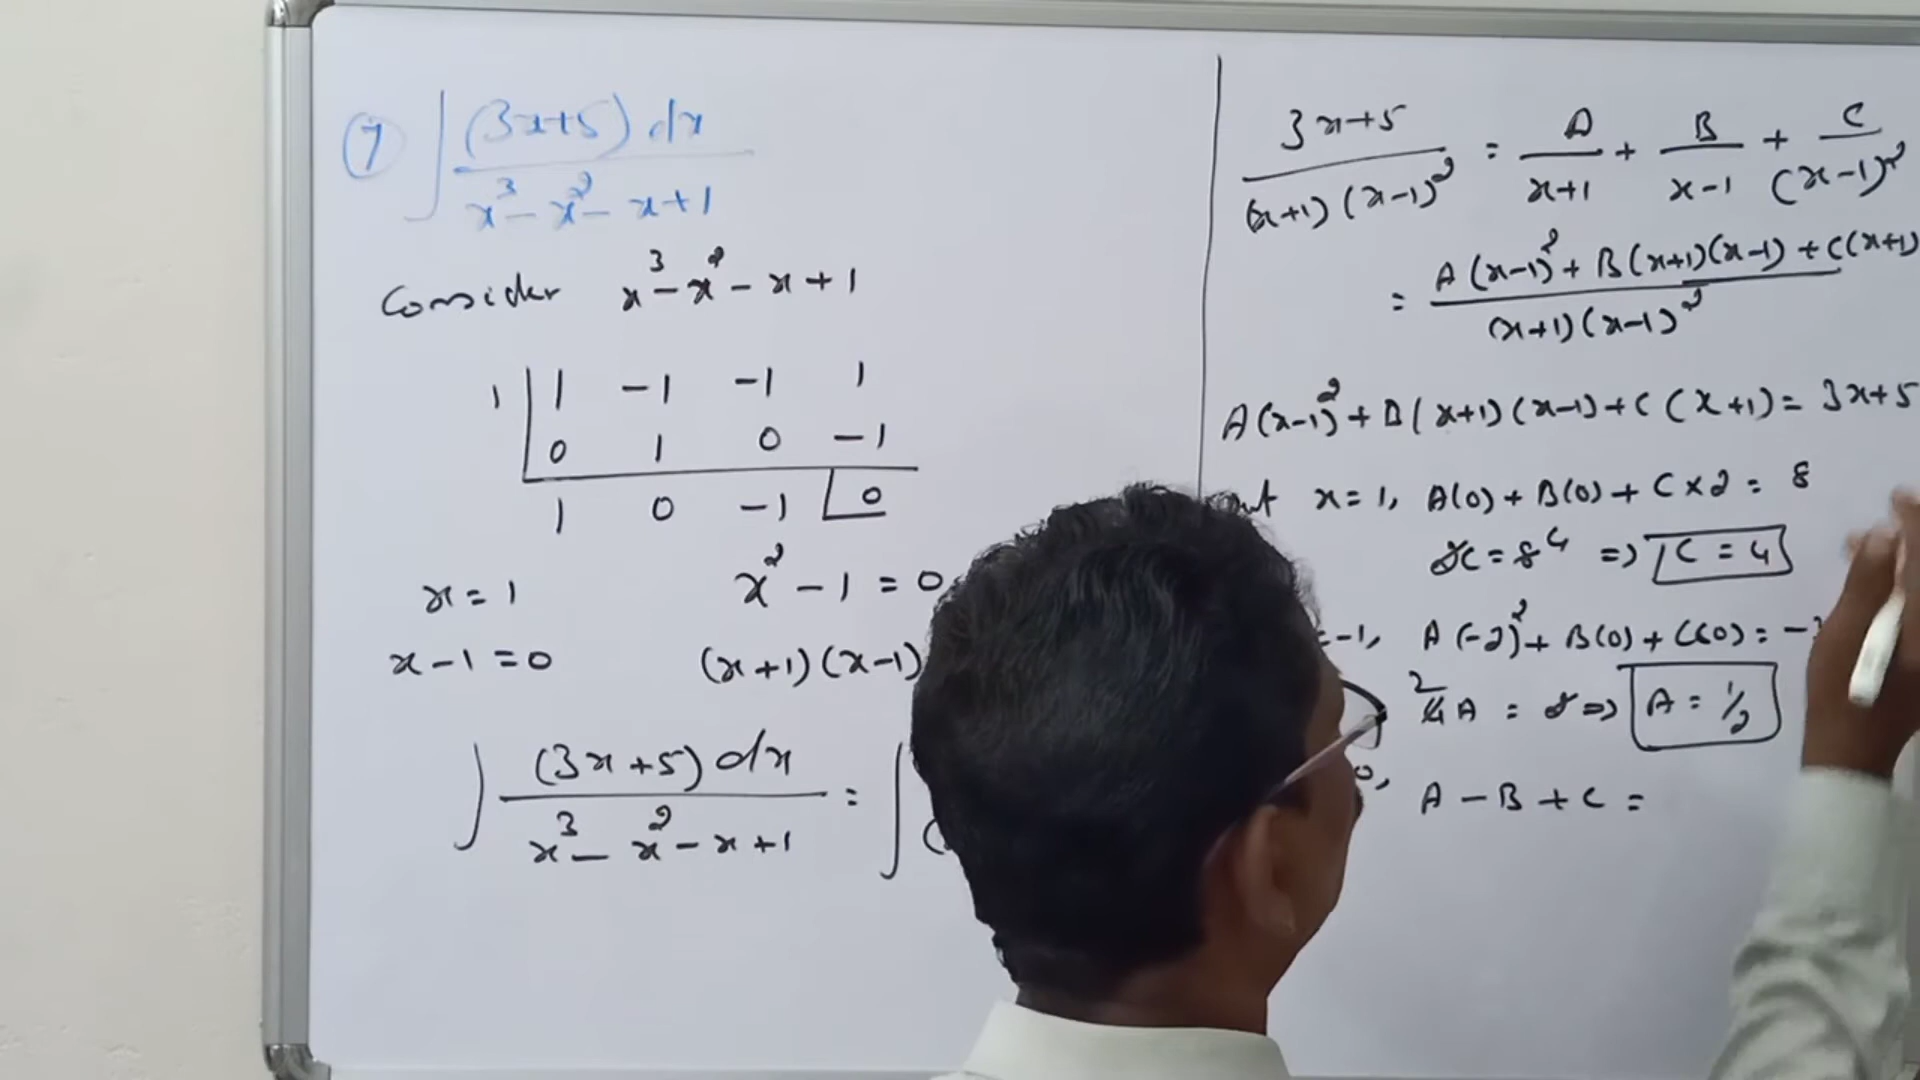 ⑦ ∫ (3x+5) dx / x³ - x² - x + 1
Consider x³ - x² - x + 1
1 | 1 -1 -1 1
0 1 0 -1
1 0 -1 | 0
x = 1 x² - 1 = 0
x - 1 = 0 (x+1)(x-1)
∫ (3x+5) dx / x³ - x² - x + 1 = ∫
3x+5 / (x+1)(x-1)² = A / x+1 + B / x-1 + C / (x-1)²
= A(x-1)² + B(x+1)(x-1) + C(x+1) / (x+1)(x-1)²
A(x-1)² + B(x+1)(x-1) + C(x+1) = 3x+5
x = 1, A(0) + B(0) + C×2 = 8
2C = 8 4 => C = 4
= -1, A(-2)² + B(0) + C(0) = -
2 4A = 2 => A = 1/2
0, A - B + C =